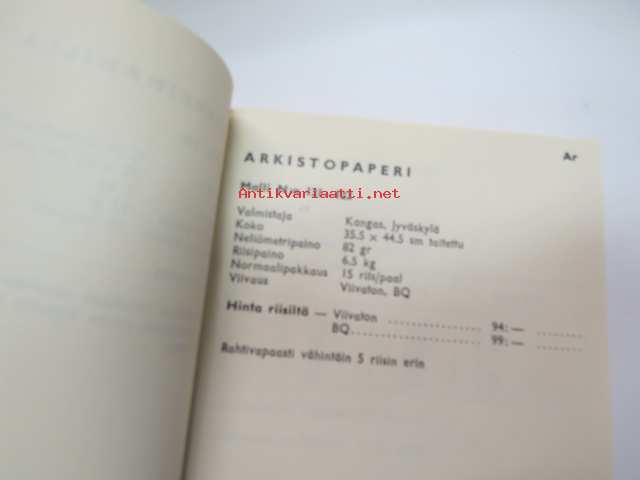 Ar
ARKISTOPAPERI
Malli N:o
Antikvariaatti.net
Valmistaja Kangas, Jyväskylä
Koko 35.5 × 44.5 sm taitettu
Neliömetripaino 82 gr
Riisipaino 6.5 kg
Normaalipakkaus 15 riis/paal
Viivaus Viivaton, BQ
Hinta riisiltä — Viivaton .................... 94:— ..........
BQ.......................... 99:— ..........
Rahtivapaasti vähintäin 5 riisin erin